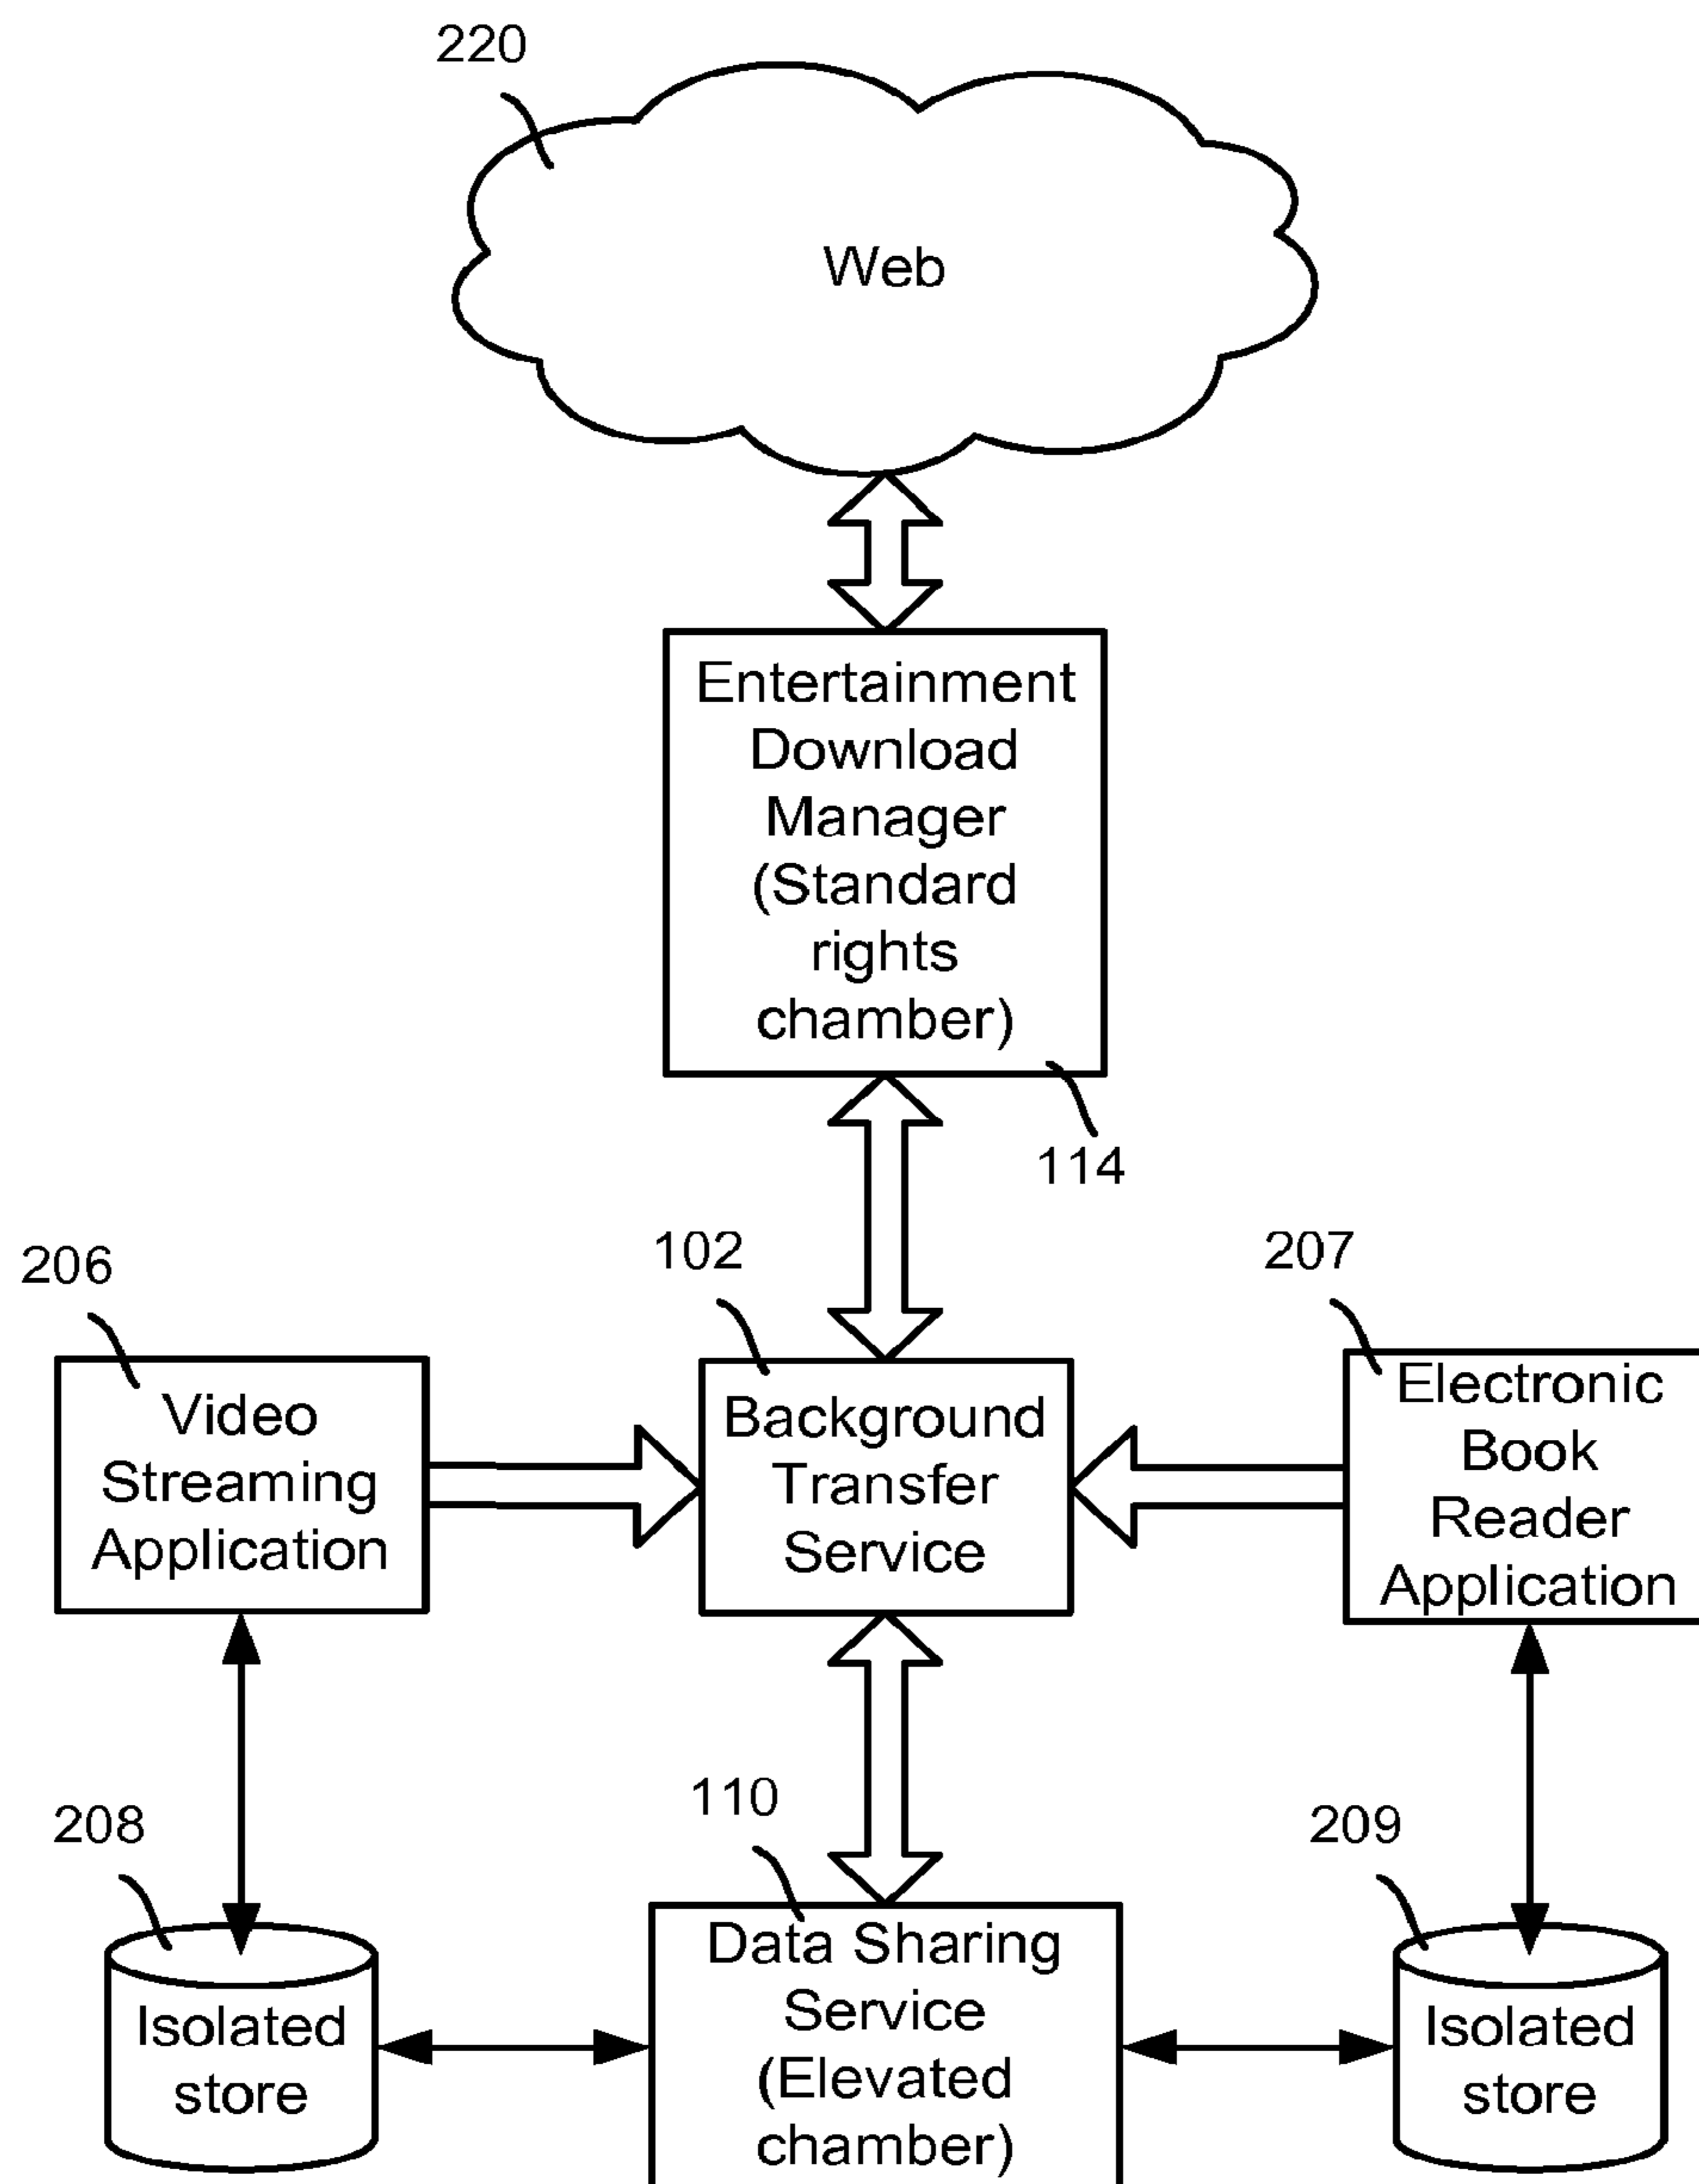 220
Web
Entertainment
Download
Manager
(Standard
rights
chamber)
114
206
102
207
Video
Streaming
Application
Background
Transfer
Service
Electronic
Book
Reader
Application
208
110
209
Isolated
store
Data Sharing
Service
(Elevated
chamber)
Isolated
store